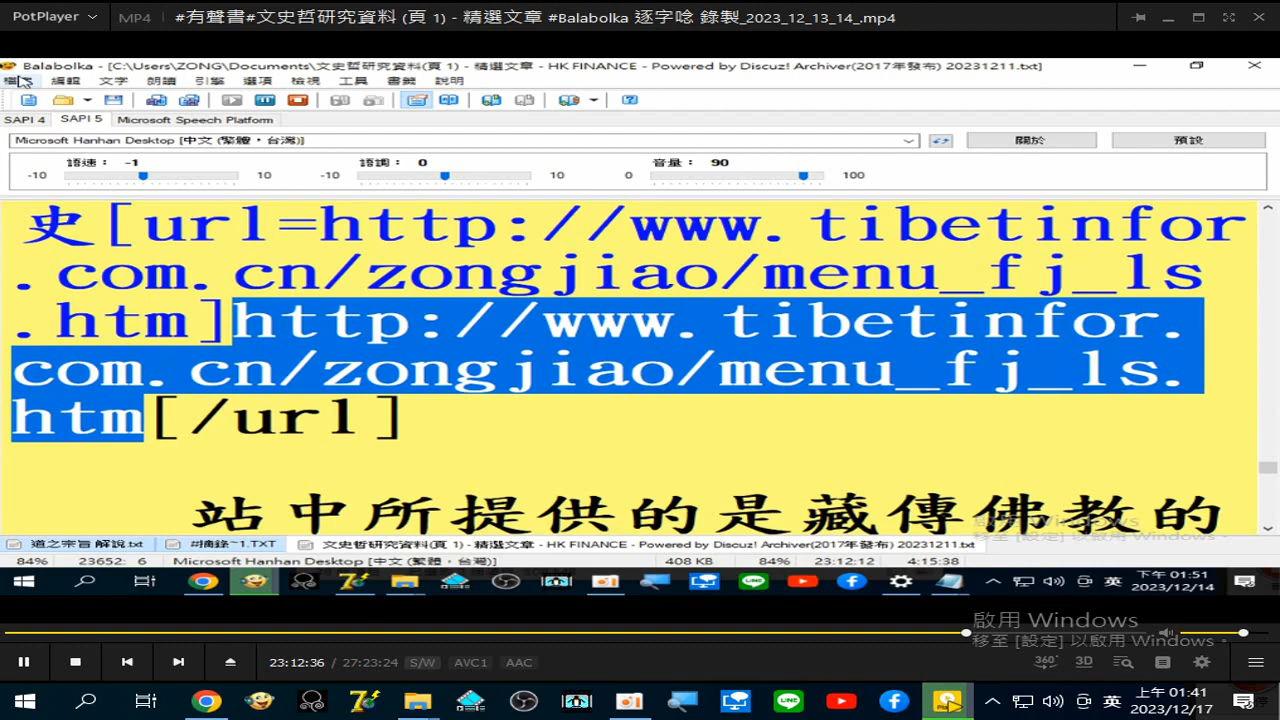 PotPlayer MP4 #有聲書#文史哲研究資料 (頁 1) - 精選文章 #Balabolka 逐字唸 錄製_2023_12_13_14_.mp4
Balabolka - [C:\Users\ZONG\Documents\文史哲研究資料(頁 1) - 精選文章 - HK FINANCE - Powered by Discuz! Archiver(2017年發布) 20231211.txt]
檔案 編輯 文字 朗讀 引擎 選項 檢視 工具 書籤 說明
SAPI 4 SAPI 5 Microsoft Speech Platform
Microsoft Hanhan Desktop [中文 (繁體，台灣)] 關於 預設
語速： -1 語調： 0 音量： 90
-10 10 -10 10 0 100
史[url=http://www.tibetinfor
.com.cn/zongjiao/menu_fj_ls
.htm]http://www.tibetinfor.
com.cn/zongjiao/menu_fj_ls.
htm[/url]
站中所提供的是藏傳佛教的
啟用 Windows
移至 [設定] 以啟用 Windows。
道之宗旨 解說.txt #摘錄~1.TXT 文史哲研究資料(頁 1) - 精選文章 - HK FINANCE - Powered by Discuz! Archiver(2017年發布) 20231211.txt
84% 23652: 6 Microsoft Hanhan Desktop [中文 (繁體，台灣)] 408 KB 84% 23:12:12 4:15:38
英 下午 01:51
2023/12/14
啟用 Windows
移至 [設定] 以啟用 Windows。
23:12:36 / 27:23:24 S/W AVC1 AAC 360° 3D
英 上午 01:41
2023/12/17